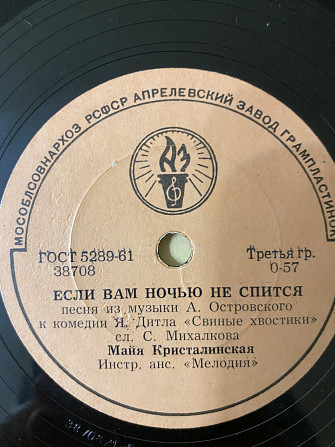 МОСОБЛСОВНАРХОЗ РСФСР АПРЕЛЕВСКИЙ ЗАВОД ГРАМПЛАСТИНОК
АЗ
ГОСТ 5289-61
38708
Третья гр.
0-57
ЕСЛИ ВАМ НОЧЬЮ НЕ СПИТСЯ
песня из музыки А. Островского
к комедии Я. Дитла «Свиные хвостики»
сл. С. Михалкова
Майя Кристалинская
Инстр. анс. «Мелодия»